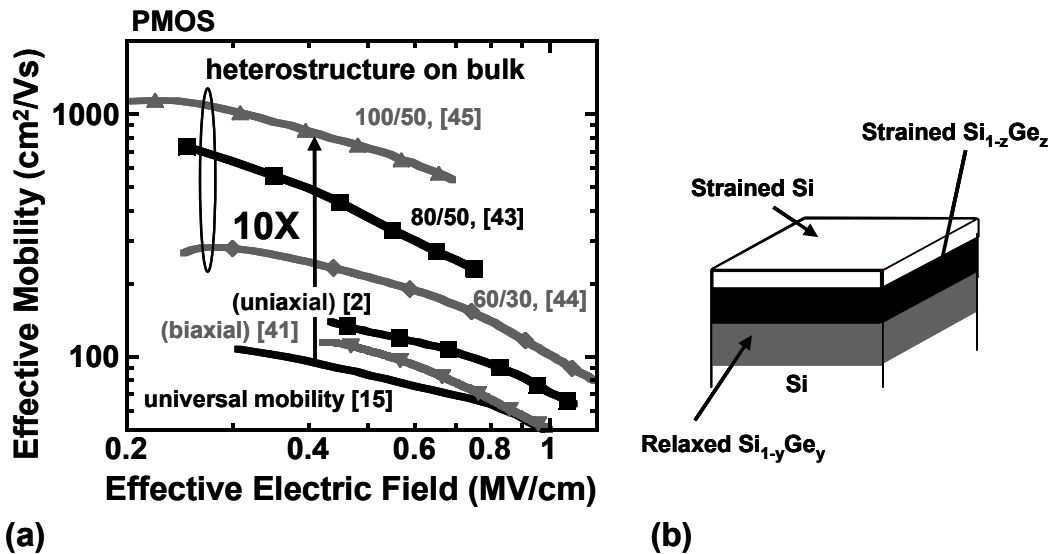 PMOS
heterostructure on bulk
100/50, [45]
1000
80/50, [43]
10X
60/30, [44]
(uniaxial) [2]
(biaxial) [41]
100
universal mobility [15]
0.2
0.4
0.6
0.8
1
Effective Electric Field (MV/cm)
Effective Mobility (cm²/Vs)
(a)
Strained Si₁₋zGez
Strained Si
Si
Relaxed Si₁₋yGey
(b)